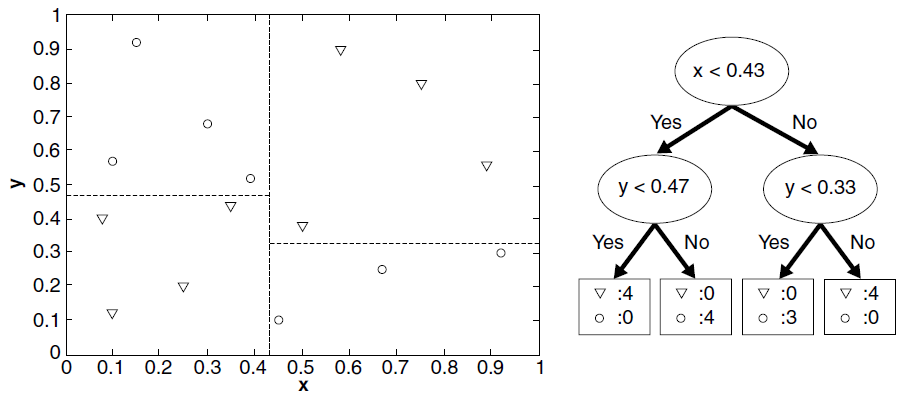 1
0.9
0.8
0.7
0.6
0.5
0.4
0.3
0.2
0.1
0
y
0 0.1 0.2 0.3 0.4 0.5 0.6 0.7 0.8 0.9 1
x
x < 0.43
Yes No
y < 0.47 y < 0.33
Yes No Yes No
:4 :0 :0 :4
:0 :4 :3 :0